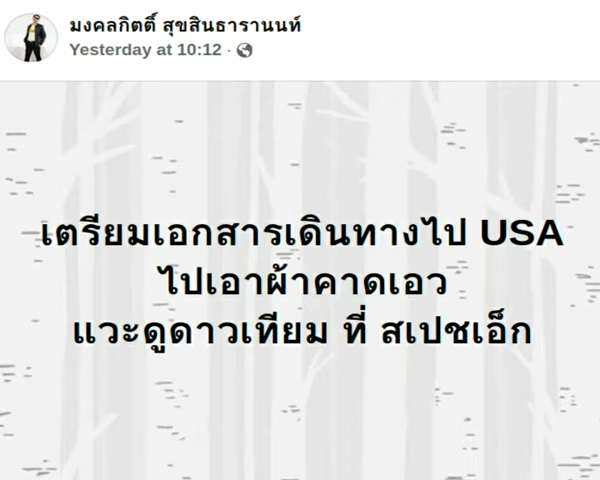 มงคลกิตติ์ สุขสินธารานนท์
Yesterday at 10:12 ·
เตรียมเอกสารเดินทางไป USA
ไปเอาผ้าคาดเอว
แวะดูดาวเทียม ที่ สเปชเอ็ก